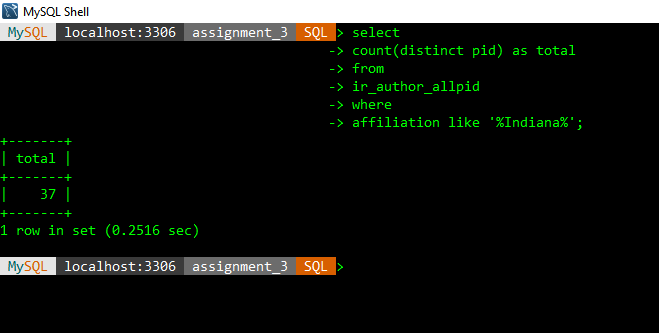 MySQL Shell
MySQL localhost:3306 assignment_3 SQL > select
-> count(distinct pid) as total
-> from
-> ir_author_allpid
-> where
-> affiliation like '%Indiana%';
+-------+
| total |
+-------+
|    37 |
+-------+
1 row in set (0.2516 sec)
MySQL localhost:3306 assignment_3 SQL >